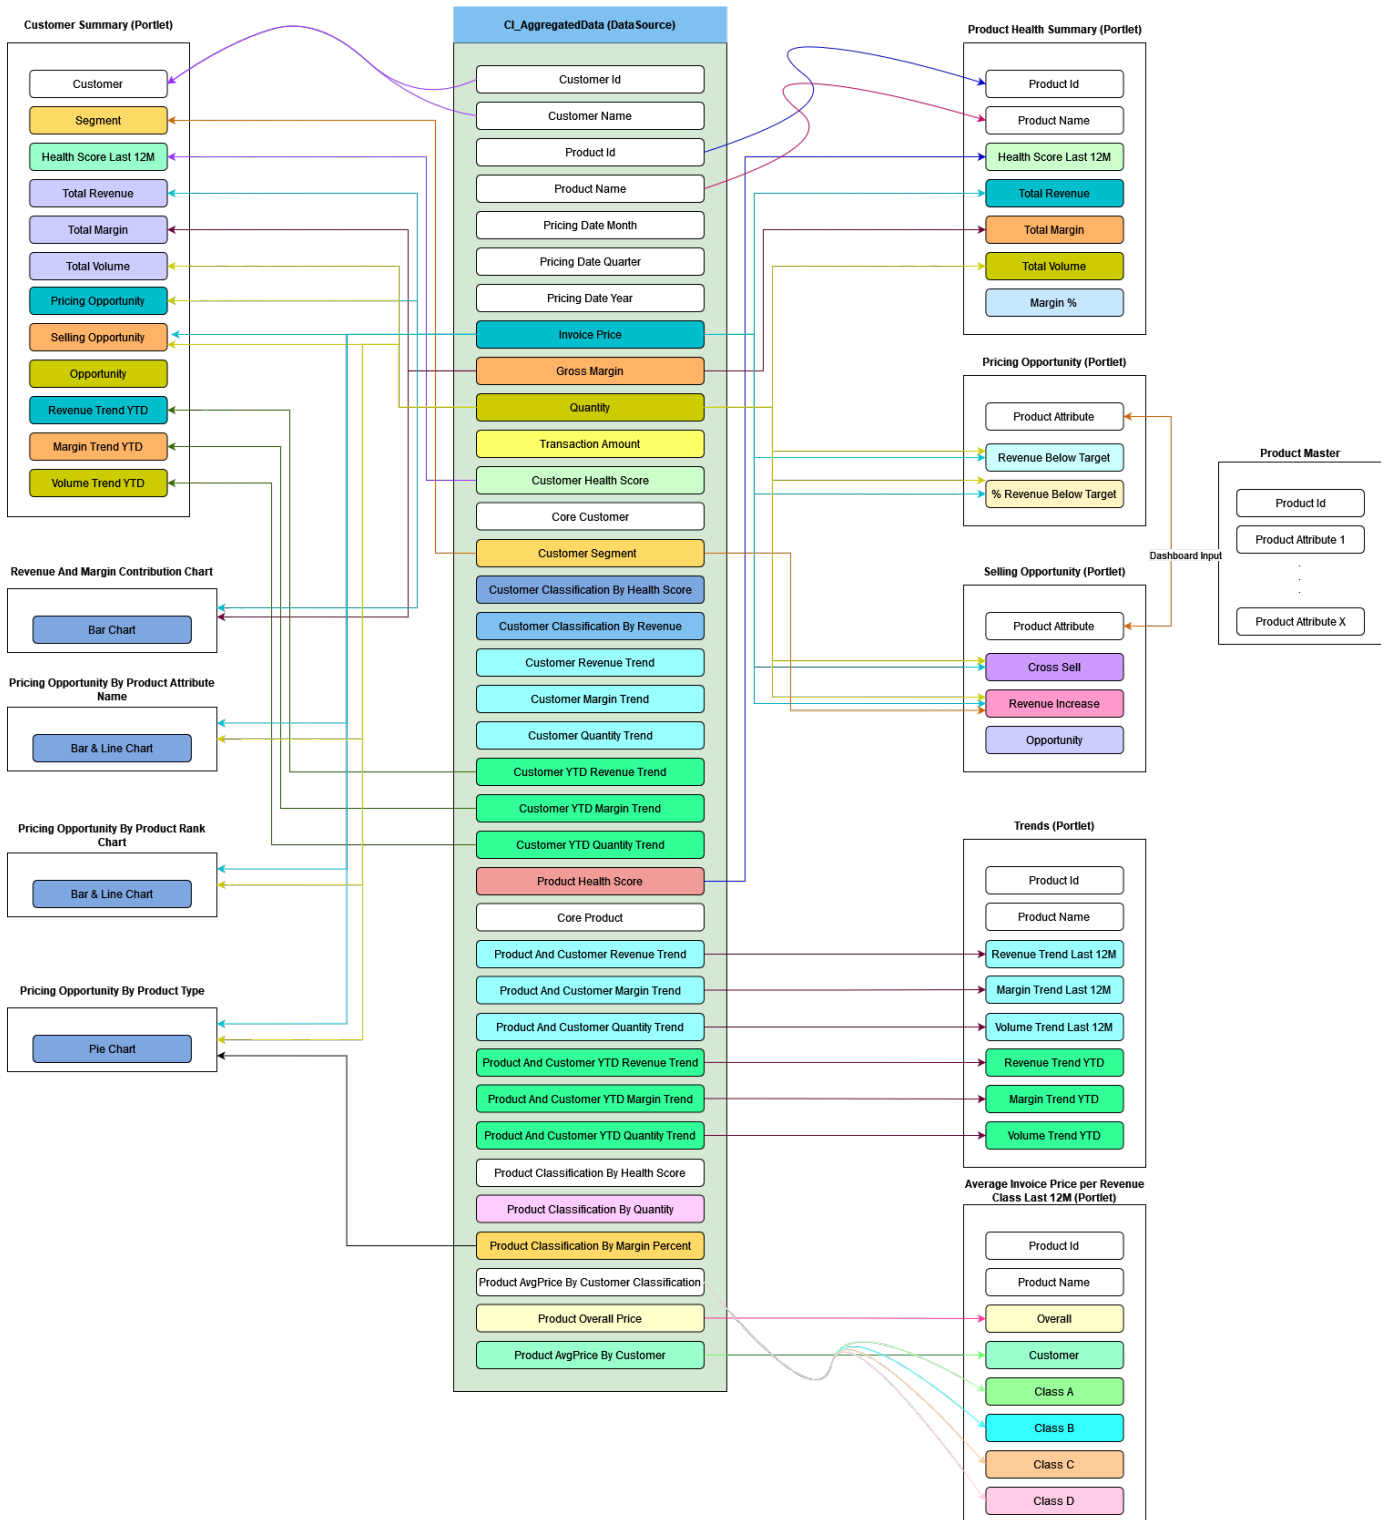 Customer Summary (Portlet)
Customer
Segment
Health Score Last 12M
Total Revenue
Total Margin
Total Volume
Pricing Opportunity
Selling Opportunity
Opportunity
Revenue Trend YTD
Margin Trend YTD
Volume Trend YTD
Revenue And Margin Contribution Chart
Bar Chart
Pricing Opportunity By Product Attribute
Name
Bar & Line Chart
Pricing Opportunity By Product Rank
Chart
Bar & Line Chart
Pricing Opportunity By Product Type
Pie Chart
CI_AggregatedData (DataSource)
Customer Id
Customer Name
Product Id
Product Name
Pricing Date Month
Pricing Date Quarter
Pricing Date Year
Invoice Price
Gross Margin
Quantity
Transaction Amount
Customer Health Score
Core Customer
Customer Segment
Customer Classification By Health Score
Customer Classification By Revenue
Customer Revenue Trend
Customer Margin Trend
Customer Quantity Trend
Customer YTD Revenue Trend
Customer YTD Margin Trend
Customer YTD Quantity Trend
Product Health Score
Core Product
Product And Customer Revenue Trend
Product And Customer Margin Trend
Product And Customer Quantity Trend
Product And Customer YTD Revenue Trend
Product And Customer YTD Margin Trend
Product And Customer YTD Quantity Trend
Product Classification By Health Score
Product Classification By Quantity
Product Classification By Margin Percent
Product AvgPrice By Customer Classification
Product Overall Price
Product AvgPrice By Customer
Product Health Summary (Portlet)
Product Id
Product Name
Health Score Last 12M
Total Revenue
Total Margin
Total Volume
Margin %
Pricing Opportunity (Portlet)
Product Attribute
Revenue Below Target
% Revenue Below Target
Selling Opportunity (Portlet)
Product Attribute
Cross Sell
Revenue Increase
Opportunity
Trends (Portlet)
Product Id
Product Name
Revenue Trend Last 12M
Margin Trend Last 12M
Volume Trend Last 12M
Revenue Trend YTD
Margin Trend YTD
Volume Trend YTD
Average Invoice Price per Revenue
Class Last 12M (Portlet)
Product Id
Product Name
Overall
Customer
Class A
Class B
Class C
Class D
Dashboard Input
Product Master
Product Id
Product Attribute 1
.
.
.
Product Attribute X